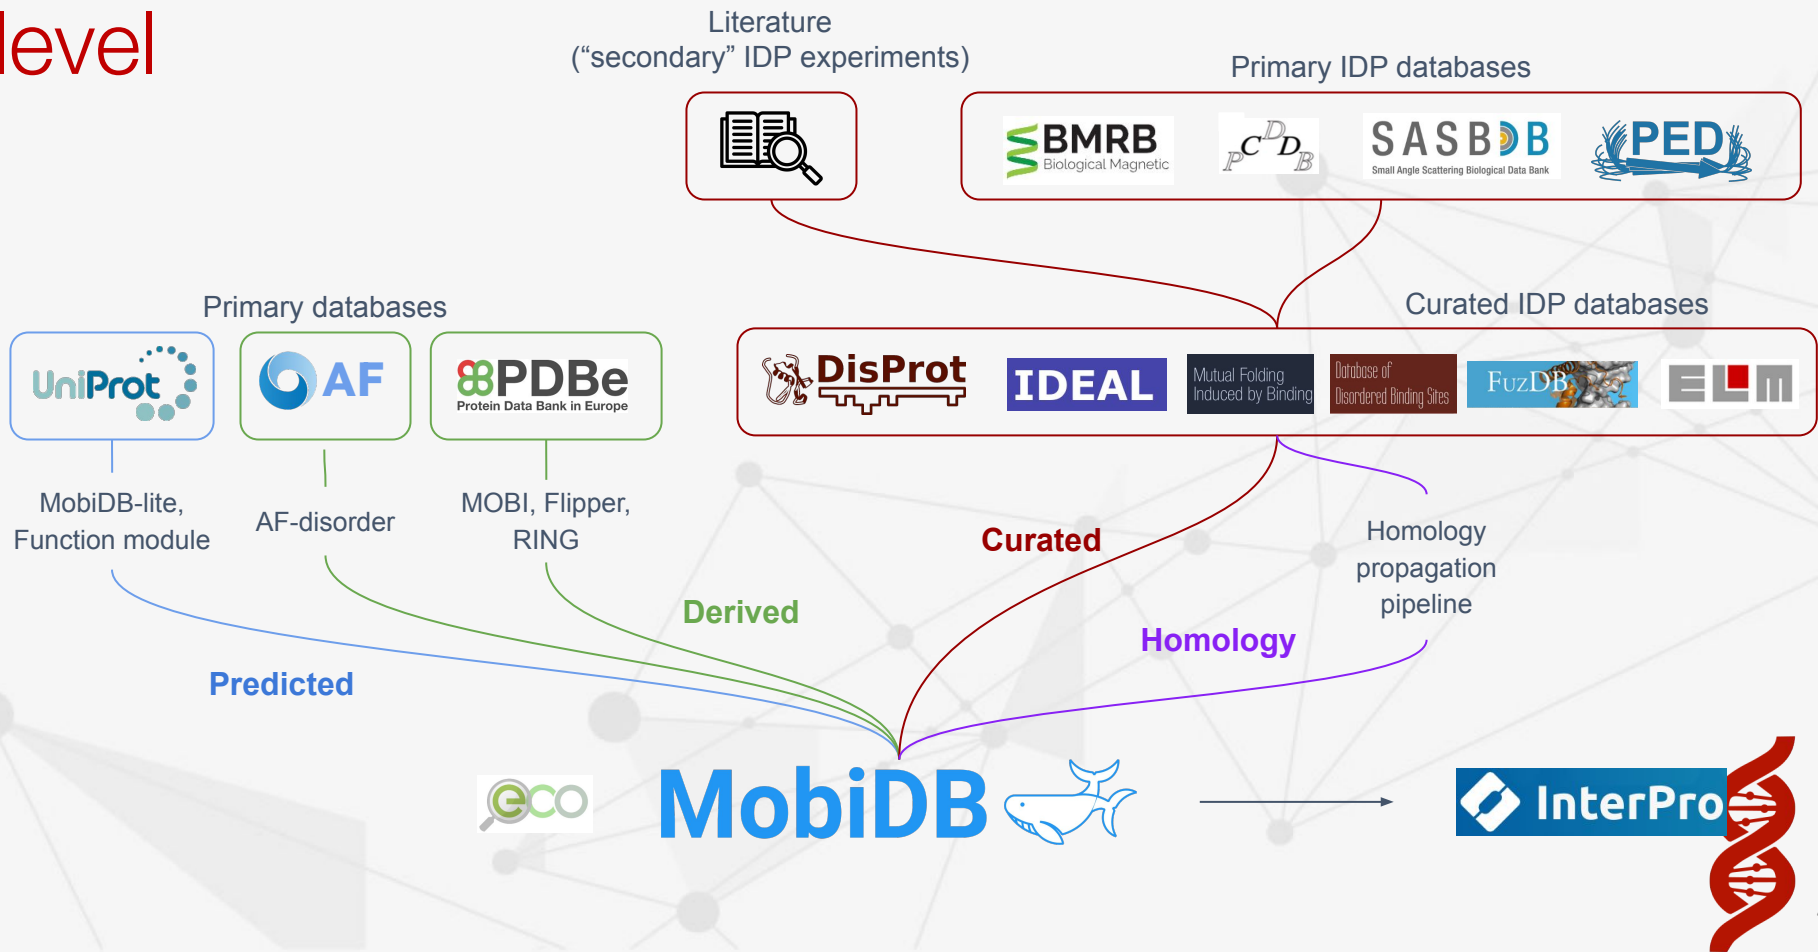 level
Literature
(“secondary” IDP experiments)
Primary IDP databases
BMRB
Biological Magnetic
PCDDB
SASBDB
Small Angle Scattering Biological Data Bank
PED
Primary databases
Curated IDP databases
UniProt
AF
PDBe
Protein Data Bank in Europe
DisProt
IDEAL
Mutual Folding
Induced by Binding
Database of
Disordered Binding Sites
FuzDB
ELM
MobiDB-lite,
Function module
AF-disorder
MOBI, Flipper,
RING
Curated
Homology
propagation
pipeline
Derived
Homology
Predicted
eco
MobiDB
InterPro